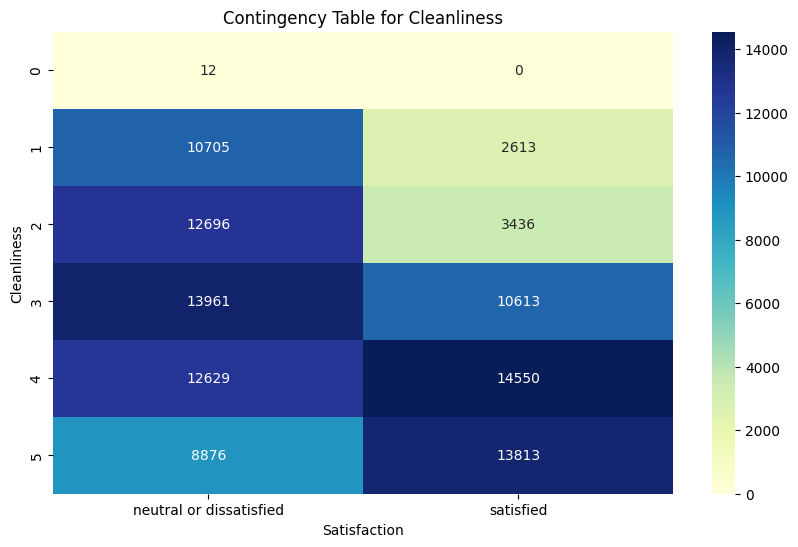 Contingency Table for Cleanliness
0 12 0
1 10705 2613
2 12696 3436
3 13961 10613
4 12629 14550
5 8876 13813
neutral or dissatisfied satisfied
Satisfaction
Cleanliness
14000
12000
10000
8000
6000
4000
2000
0